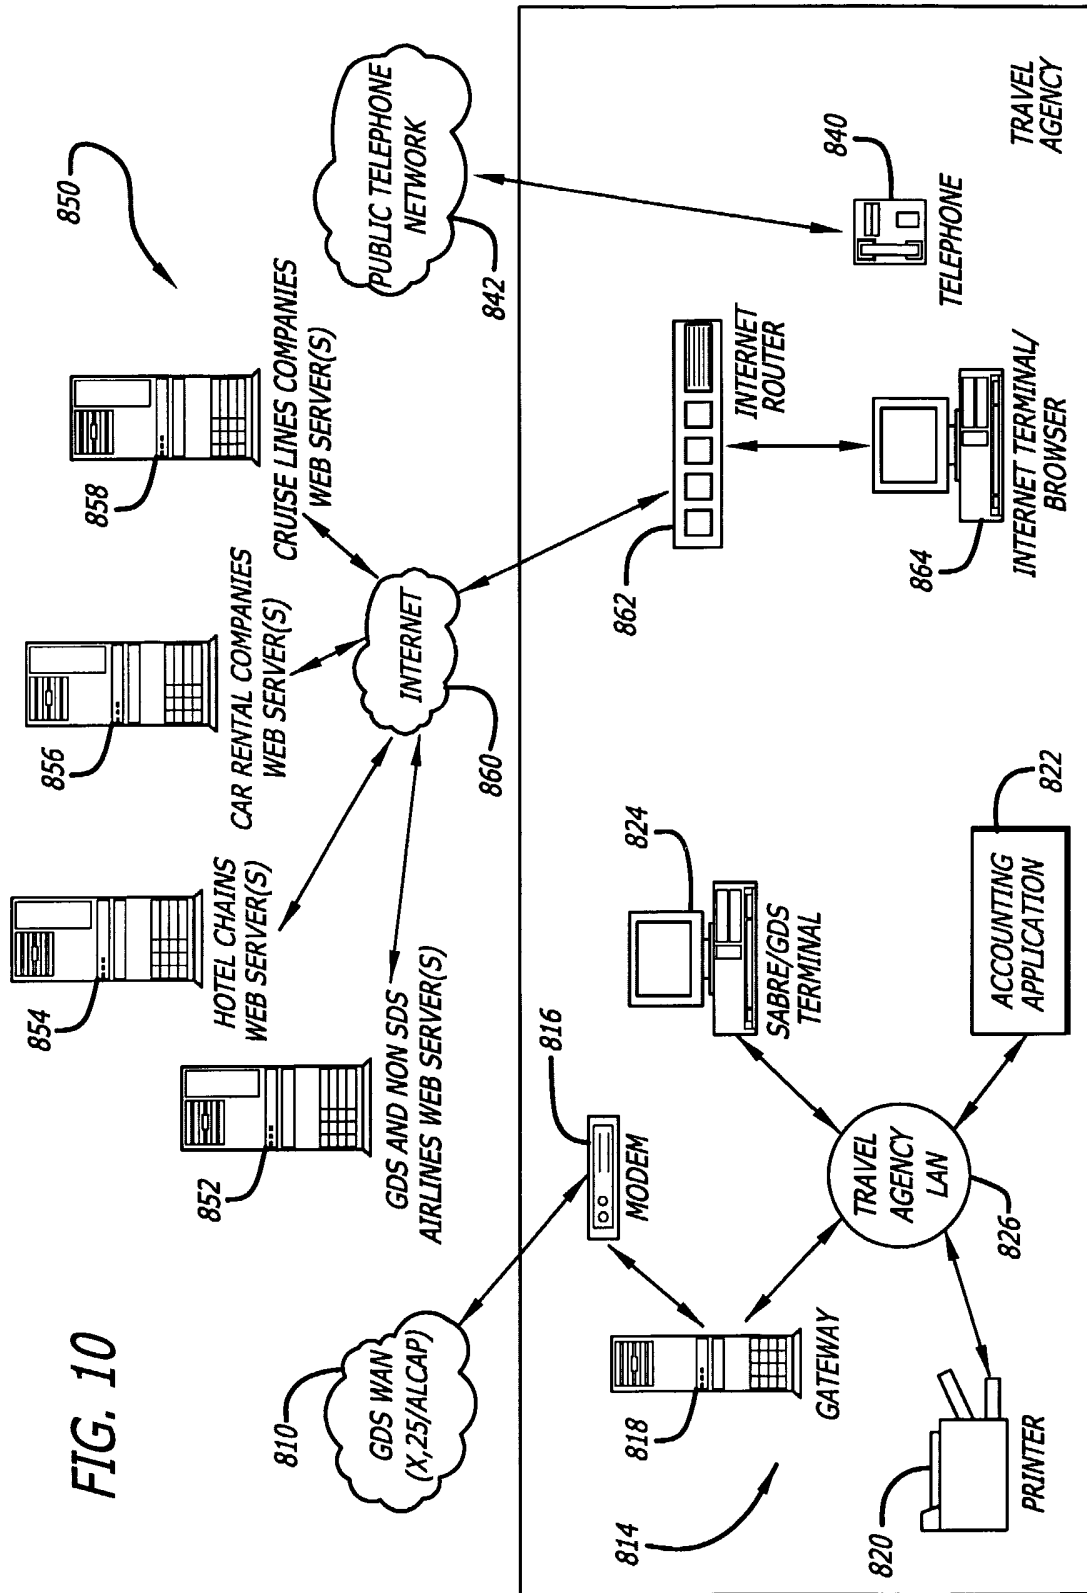 FIG. 10
850
858
CRUISE LINES COMPANIES
WEB SERVER(S)
856
CAR RENTAL COMPANIES
WEB SERVER(S)
854
HOTEL CHAINS
WEB SERVER(S)
852
GDS AND NON SDS
AIRLINES WEB SERVER(S)
810
GDS WAN
(X,25/ALCAP)
INTERNET
860
PUBLIC TELEPHONE
NETWORK
842
TRAVEL
AGENCY
816
MODEM
818
GATEWAY
814
820
PRINTER
824
SABRE/GDS
TERMINAL
TRAVEL
AGENCY
LAN
826
822
ACCOUNTING
APPLICATION
862
INTERNET
ROUTER
864
INTERNET TERMINAL/
BROWSER
840
TELEPHONE